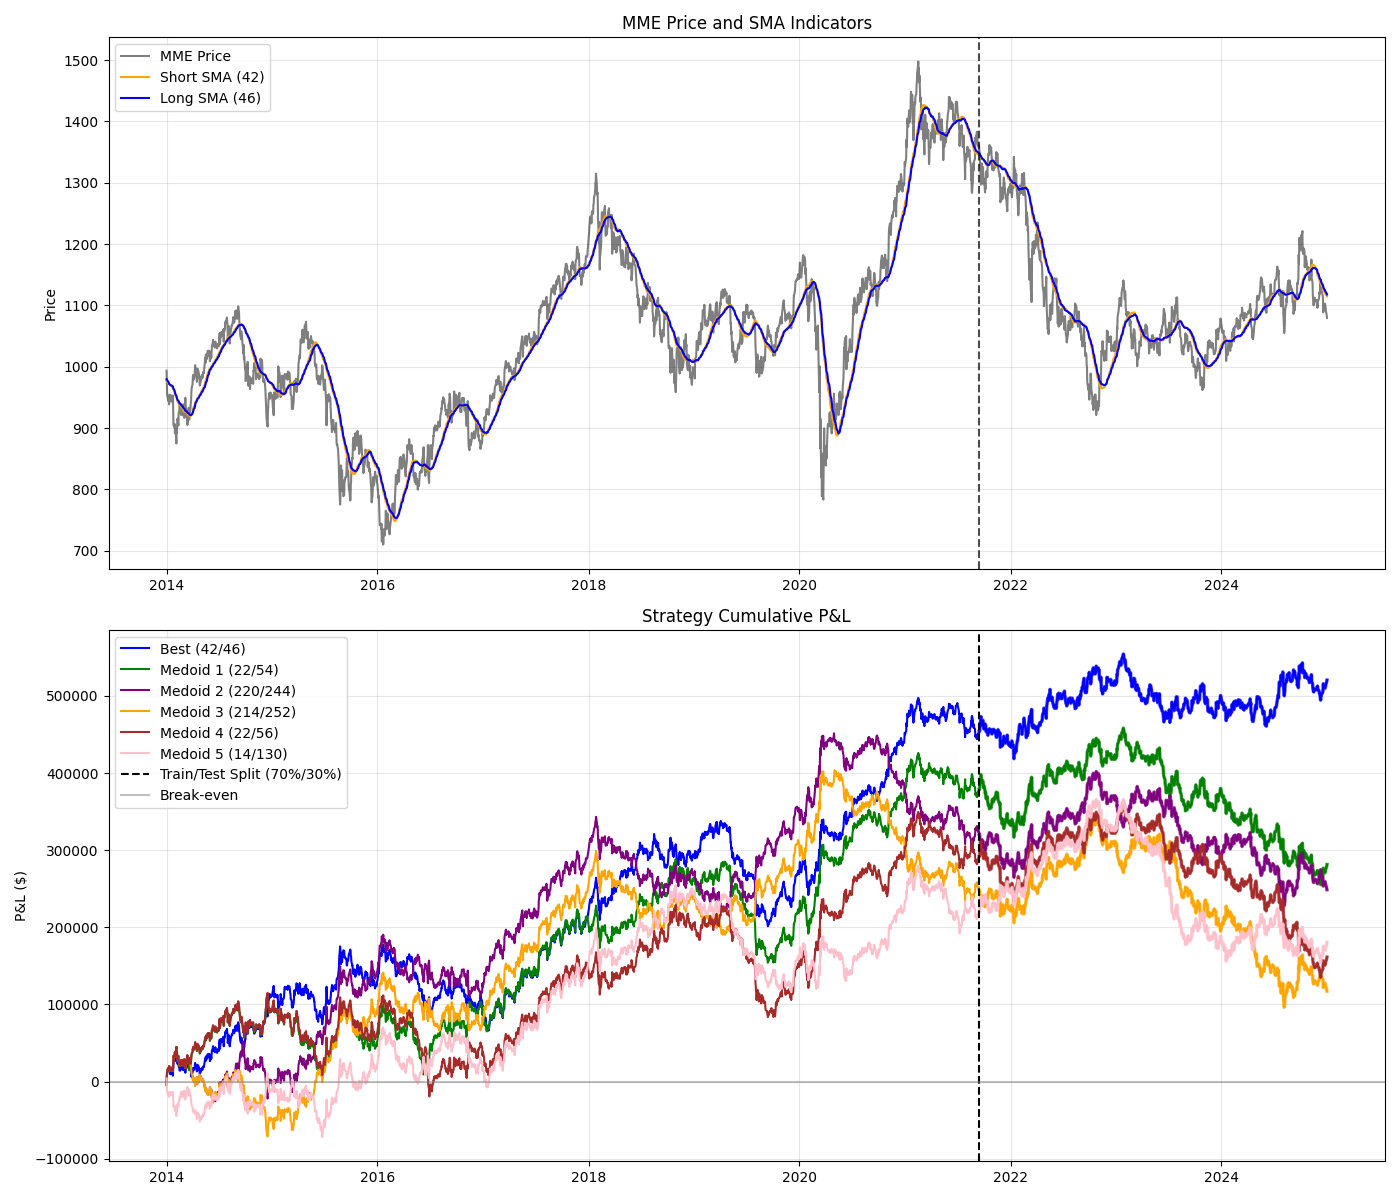 MME Price and SMA Indicators
MME Price
Short SMA (42)
Long SMA (46)
Price
1500
1400
1300
1200
1100
1000
900
800
700
2014
2016
2018
2020
2022
2024
Strategy Cumulative P&L
Best (42/46)
Medoid 1 (22/54)
Medoid 2 (220/244)
Medoid 3 (214/252)
Medoid 4 (22/56)
Medoid 5 (14/130)
Train/Test Split (70%/30%)
Break-even
P&L ($)
500000
400000
300000
200000
100000
0
−100000
2014
2016
2018
2020
2022
2024